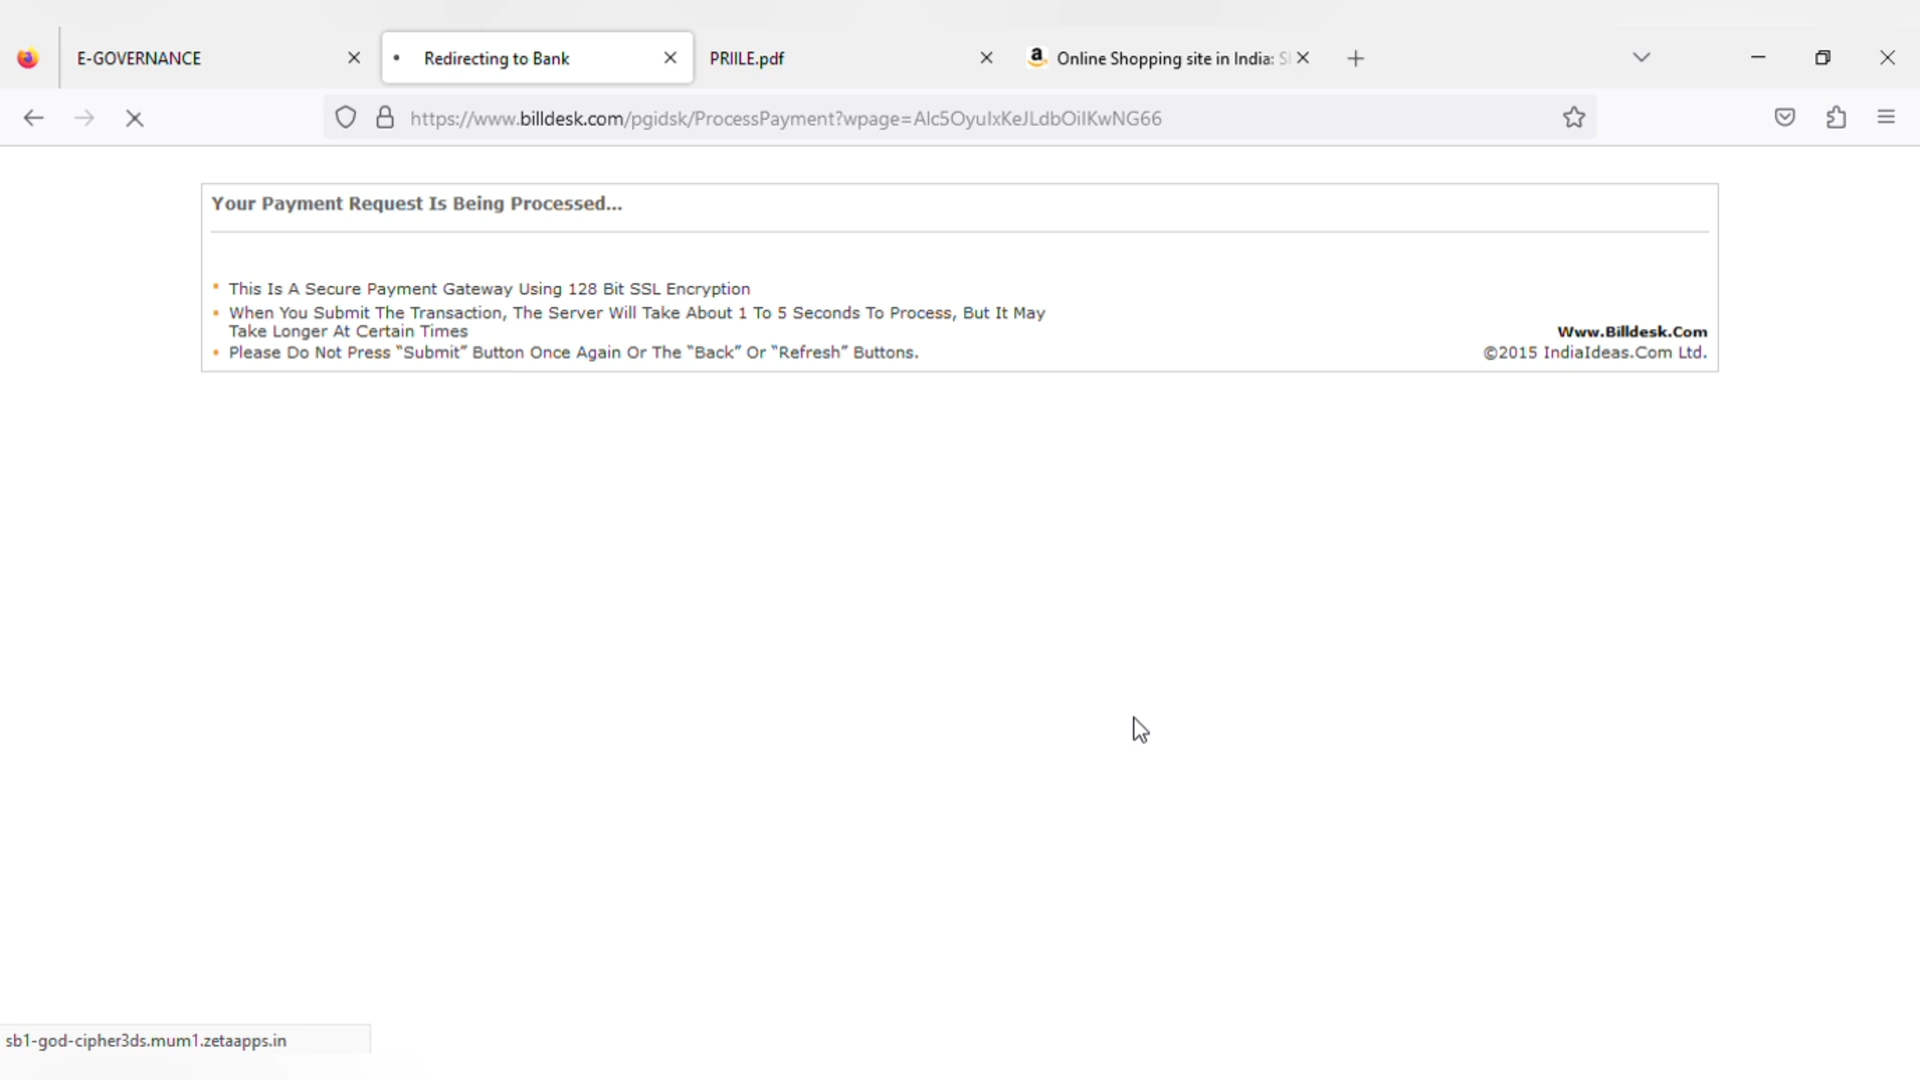 E-GOVERNANCE
Redirecting to Bank
PRIILE.pdf
Online Shopping site in India:
https://www.billdesk.com/pgidsk/ProcessPayment?wpage=Alc5OyulxKeJLdbOiIKwNG66
Your Payment Request Is Being Processed...
This Is A Secure Payment Gateway Using 128 Bit SSL Encryption
When You Submit The Transaction, The Server Will Take About 1 To 5 Seconds To Process, But It May
Take Longer At Certain Times
Www.Billdesk.Com
Please Do Not Press “Submit” Button Once Again Or The “Back” Or “Refresh” Buttons.
©2015 IndiaIdeas.Com Ltd.
sb1-god-cipher3ds.mum1.zetaapps.in